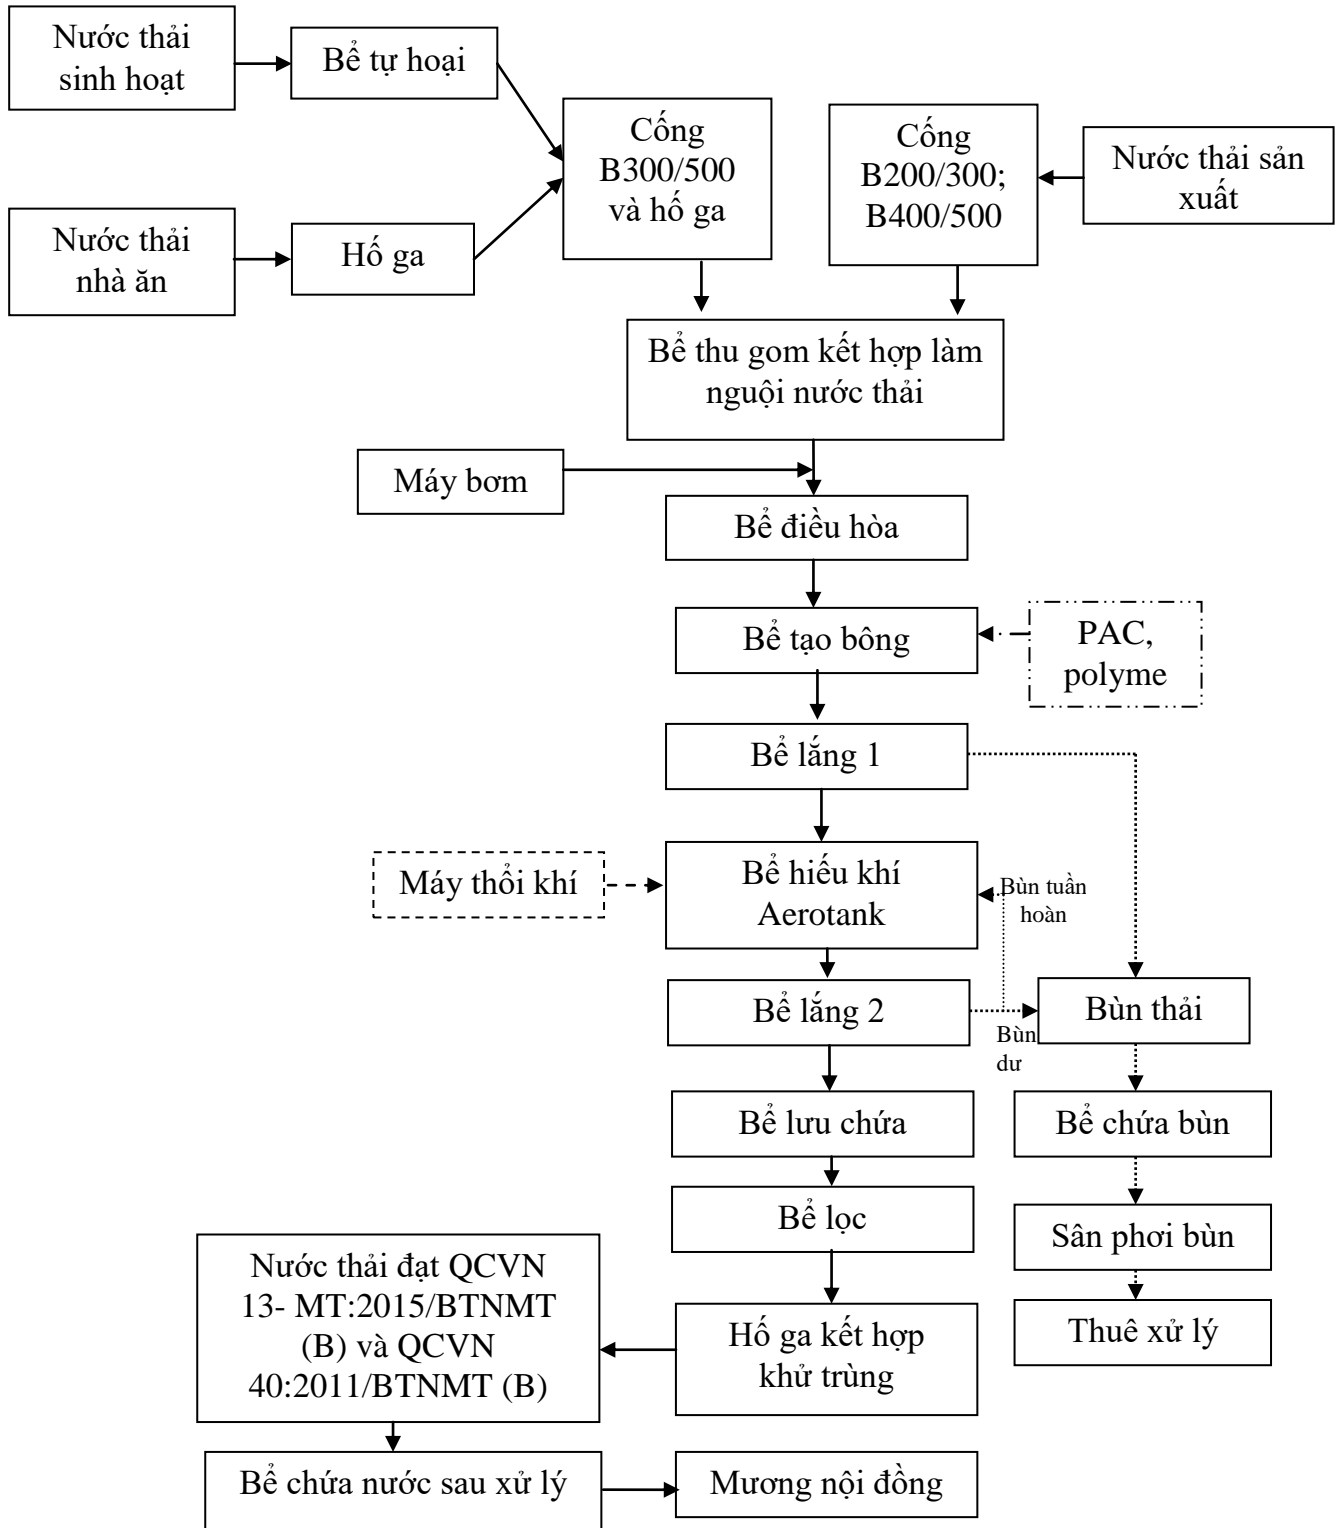 Nước thải
sinh hoạt
Bể tự hoại
Cống
B300/500
và hố ga
Cống
B200/300;
B400/500
Nước thải sản
xuất
Nước thải
nhà ăn
Hố ga
Bể thu gom kết hợp làm
nguội nước thải
Máy bơm
Bể điều hòa
Bể tạo bông
PAC,
polyme
Bể lắng 1
Máy thổi khí
Bể hiếu khí
Aerotank
Bùn tuần
hoàn
Bể lắng 2
Bùn
dư
Bùn thải
Bể lưu chứa
Bể chứa bùn
Bể lọc
Sân phơi bùn
Nước thải đạt QCVN
13- MT:2015/BTNMT
(B) và QCVN
40:2011/BTNMT (B)
Hố ga kết hợp
khử trùng
Thuê xử lý
Bể chứa nước sau xử lý
Mương nội đồng